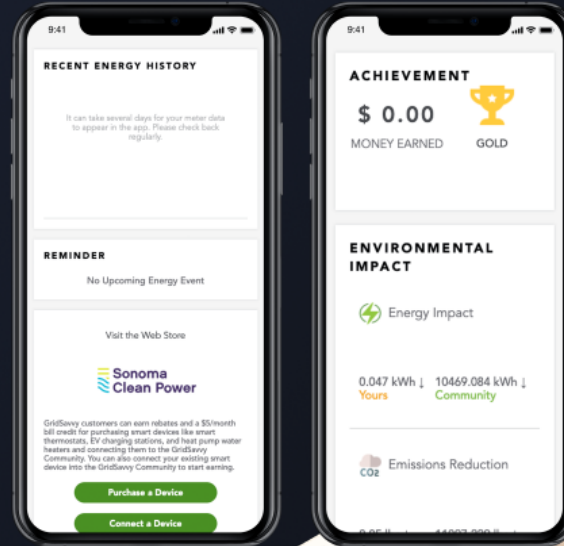 9:41
RECENT ENERGY HISTORY
It can take several days for your meter data
to appear in the app. Please check back
regularly.
REMINDER
No Upcoming Energy Event
Visit the Web Store
Sonoma
Clean Power
GridSavvy customers can earn rebates and a $5/month
bill credit for purchasing smart devices like smart
thermostats, EV charging stations, and heat pump water
heaters and connecting them to the GridSavvy
Community. You can also connect your existing smart
device into the GridSavvy Community to start earning.
Purchase a Device
Connect a Device
9:41
ACHIEVEMENT
$ 0.00
MONEY EARNED GOLD
ENVIRONMENTAL
IMPACT
Energy Impact
0.047 kWh ↓ 10469.084 kWh ↓
Yours Community
CO2 Emissions Reduction